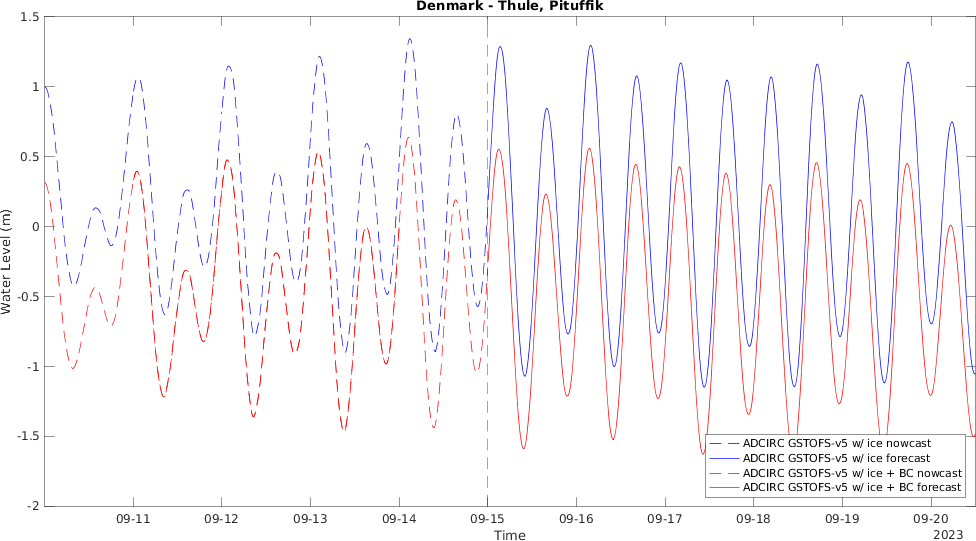 Denmark - Thule, Pituffik
1.5
1
0.5
0
-0.5
-1
-1.5
-2
Water Level (m)
09-11
09-12
09-13
09-14
09-15
09-16
09-17
09-18
09-19
09-20
Time
2023
ADCIRC GSTOFS-v5 w/ ice nowcast
ADCIRC GSTOFS-v5 w/ ice forecast
ADCIRC GSTOFS-v5 w/ ice + BC nowcast
ADCIRC GSTOFS-v5 w/ ice + BC forecast